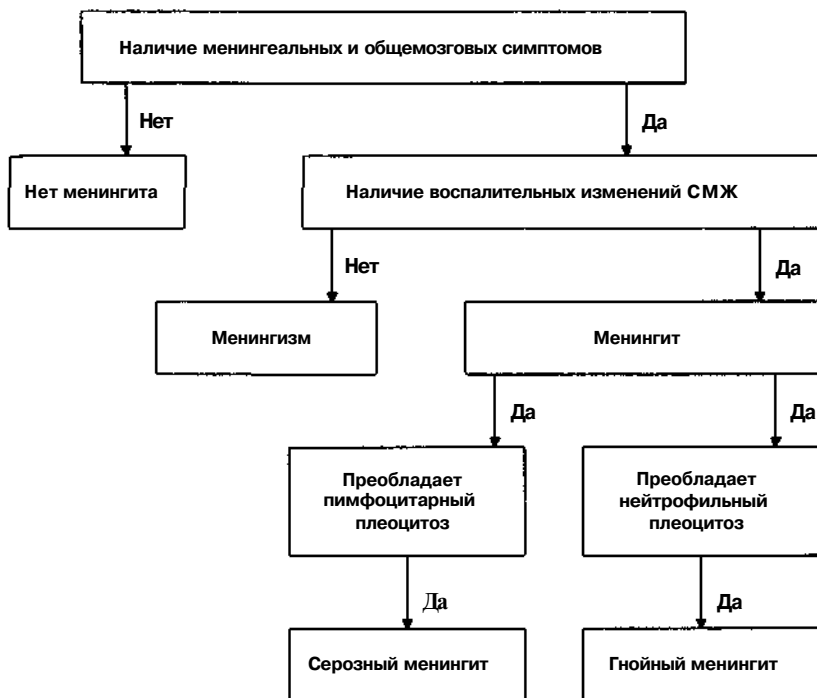 Наличие менингеальных и общемозговых симптомов
Нет
Да
Нет менингита
Наличие воспалительных изменений СМЖ
Нет
Да
Менингизм
Менингит
Да
Да
Преобладает
пимфоцитарный
плеоцитоз
Преобладает
нейтрофильный
плеоцитоз
Да
Да
Серозный менингит
Гнойный менингит